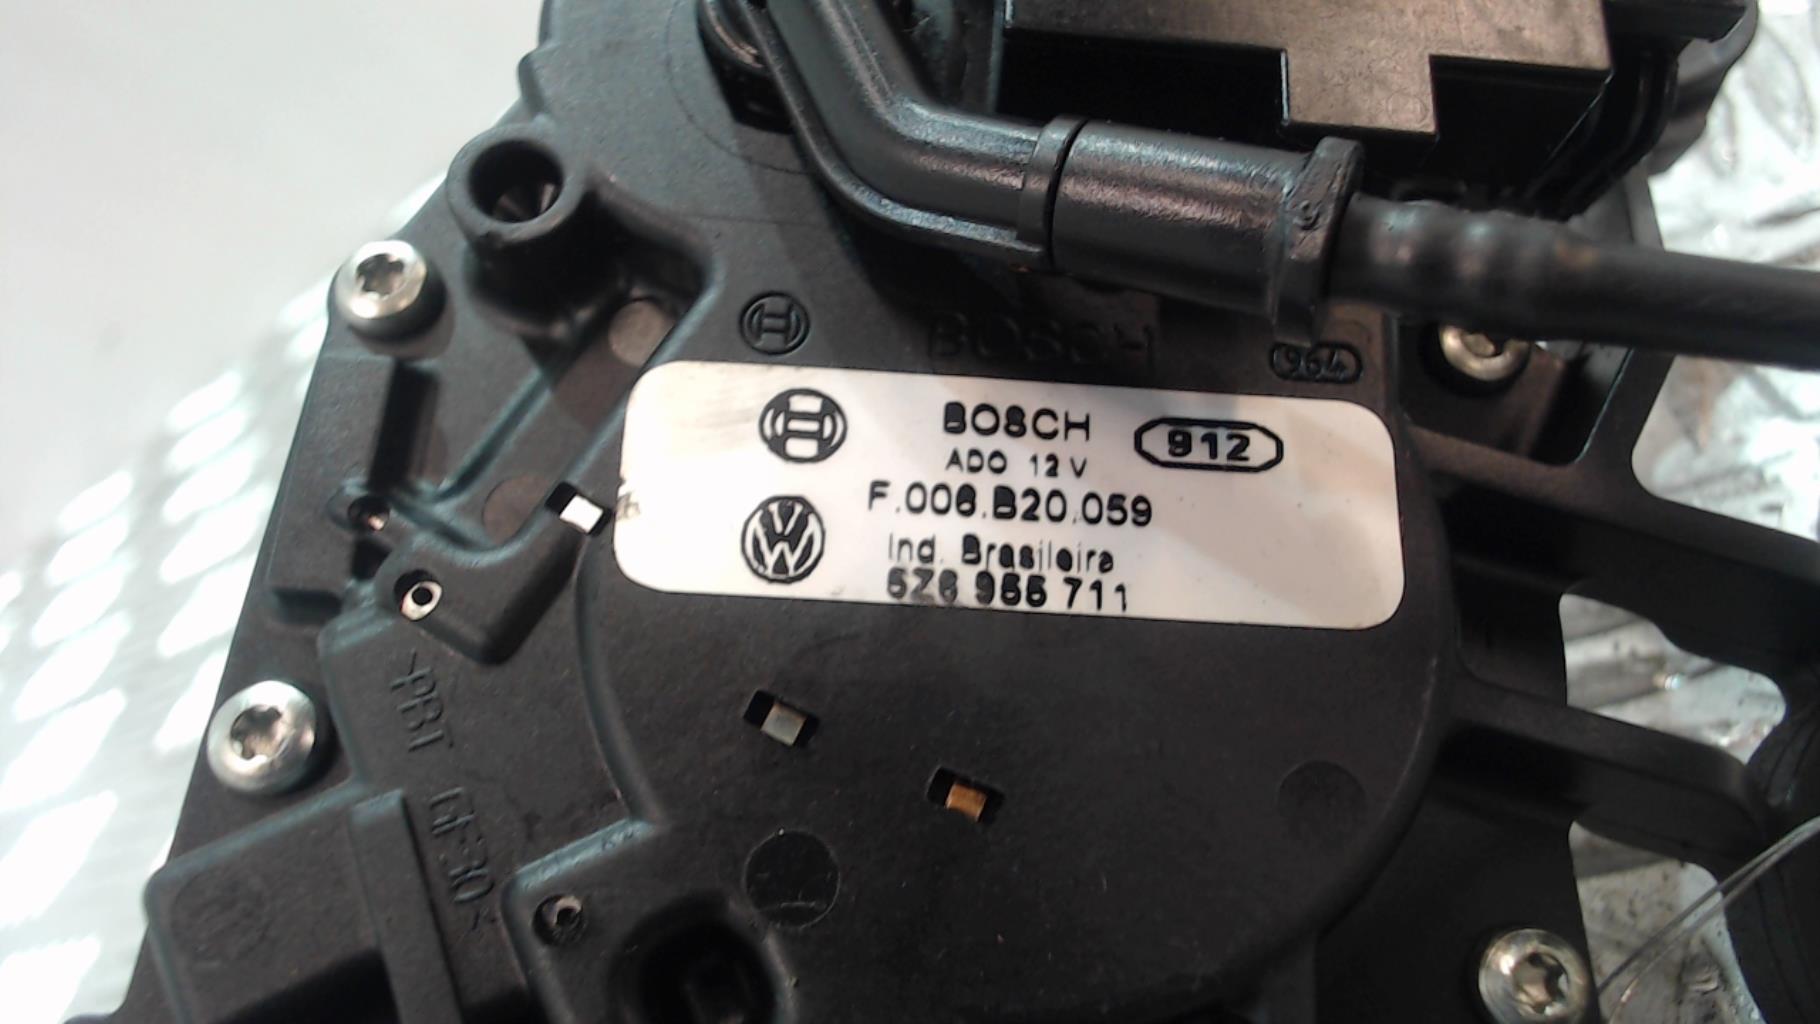 BOSCH
964
BOSCH
912
ADO 12 V
F.006.B20.059
Ind. Brasileira
5Z6 955 711
>PBT GF30<